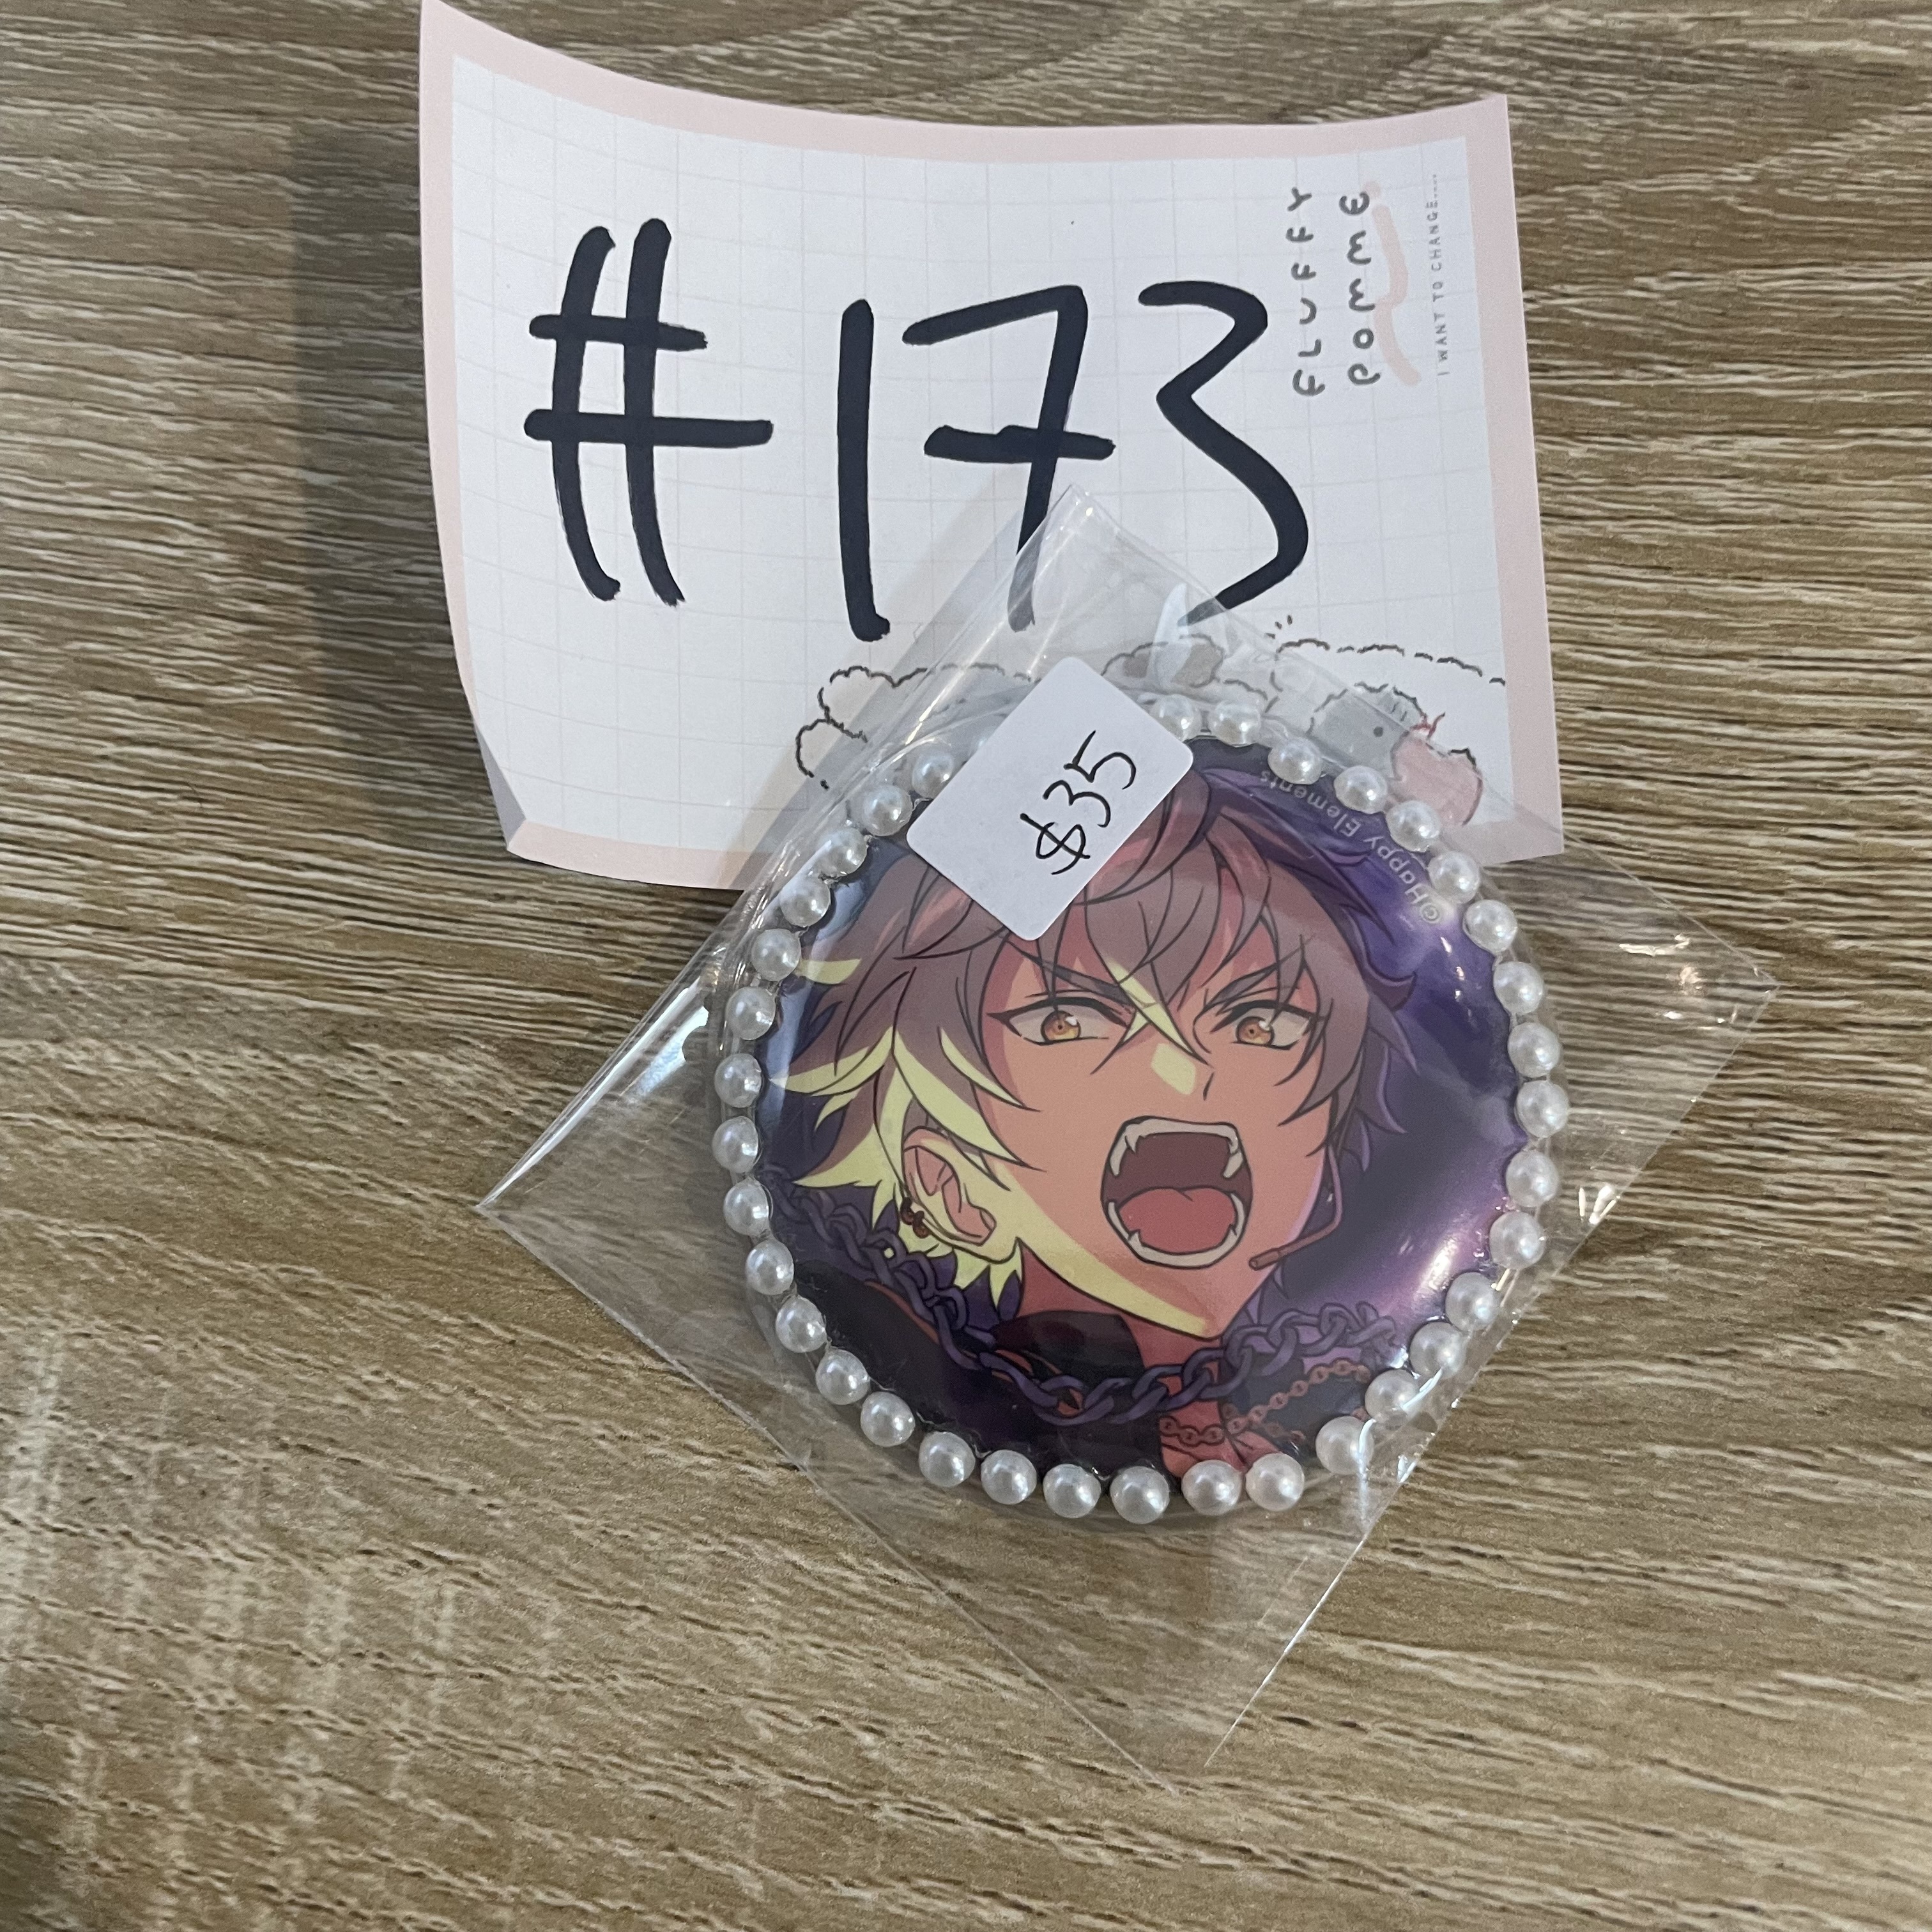 #173
FLUFFY
POMME
I WANT TO CHANGE....
$35
©Happy Elements